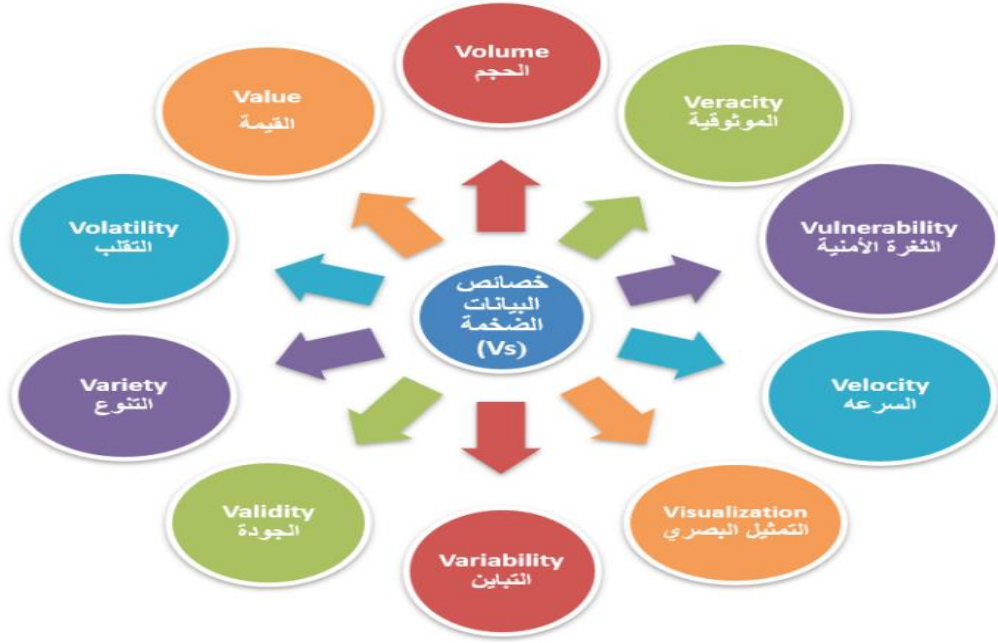 Volume
الحجم
Veracity
الموثوقية
Vulnerability
الثغرة الأمنية
Velocity
السرعه
Visualization
التمثيل البصري
Variability
التباين
Validity
الجودة
Variety
التنوع
Volatility
التقلب
Value
القيمة
خصائص
البيانات
الضخمة
(Vs)